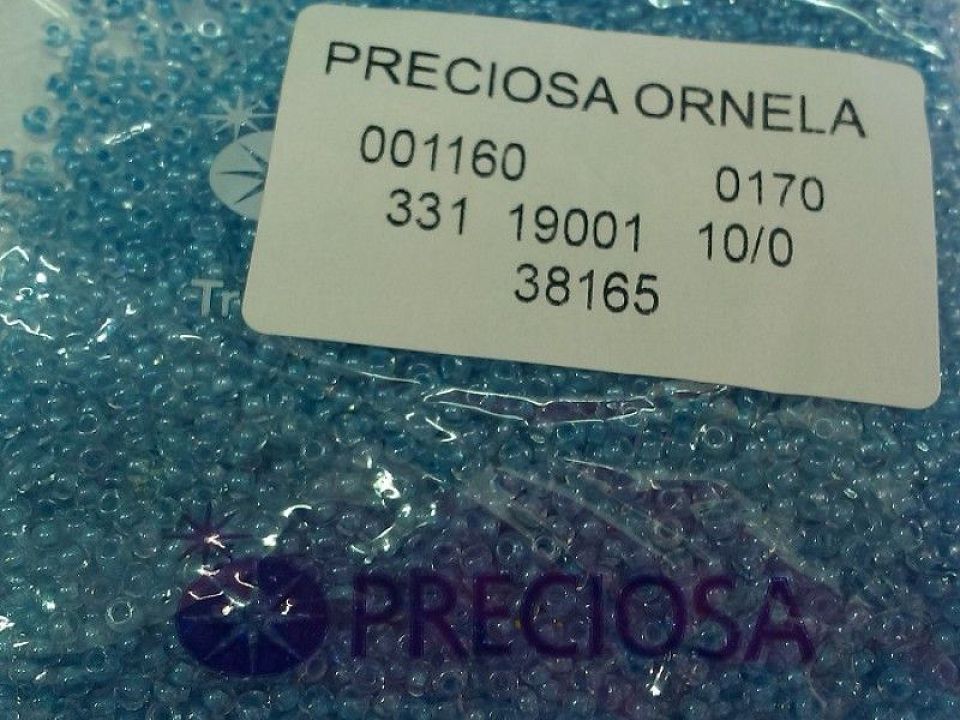 PRECIOSA ORNELA
001160 0170
331 19001 10/0
38165
PRECIOSA